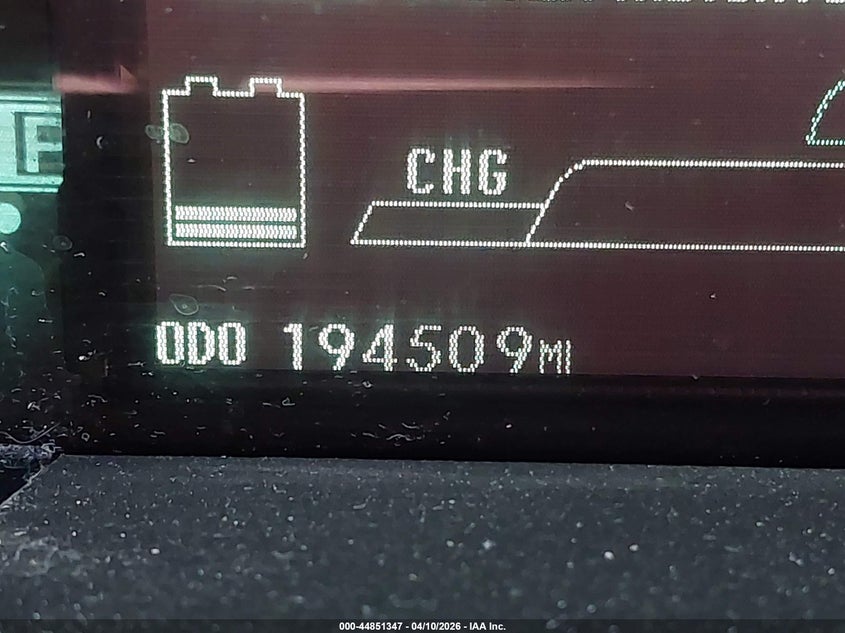 CHG
ODO 194509MI
000-44851347 - 04/10/2026 - IAA Inc.